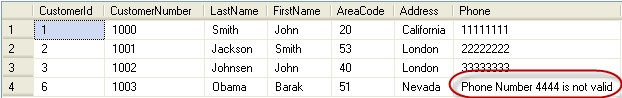 CustomerId CustomerNumber LastName FirstName AreaCode Address Phone
1 1 1000 Smith John 20 California 11111111
2 2 1001 Jackson Smith 53 London 22222222
3 3 1002 Johnsen John 40 London 33333333
4 6 1003 Obama Barak 51 Nevada Phone Number 4444 is not valid